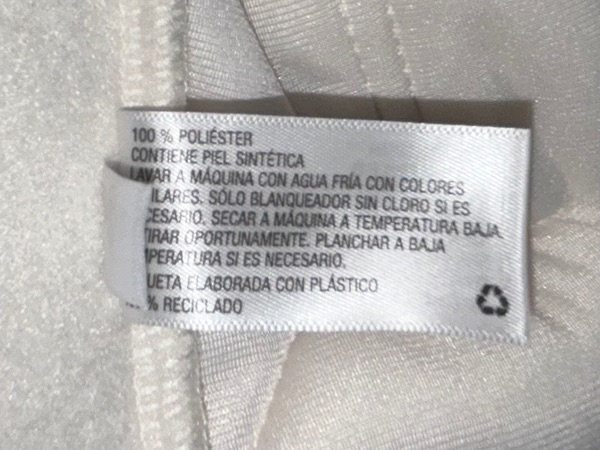 100 % POLIÉSTER
CONTIENE PIEL SINTÉTICA
LAVAR A MÁQUINA CON AGUA FRÍA CON COLORES
ILARES. SÓLO BLANQUEADOR SIN CLORO SI ES
CESARIO. SECAR A MÁQUINA A TEMPERATURA BAJA.
TIRAR OPORTUNAMENTE. PLANCHAR A BAJA
PERATURA SI ES NECESARIO.
UETA ELABORADA CON PLÁSTICO
% RECICLADO